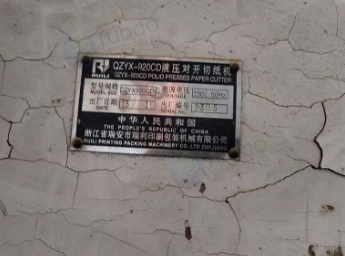 QZYX-920CD液压对开切纸机
QZYX-920CD POLIO PRESSES PAPER CUTTER
RUILI
型号规格 QZYX920CD 电源电压
MODEL SIZE VOLTAGE 50HZ
出厂日期 出厂编号
DATE
中华人民共和国
THE PEOPLE'S REPUBLIC OF CHINA
浙江省瑞安市瑞利印刷包装机械有限公司
RUILI PRINTING PACKING MACHINERY CO.,LTD ZHEJIANG